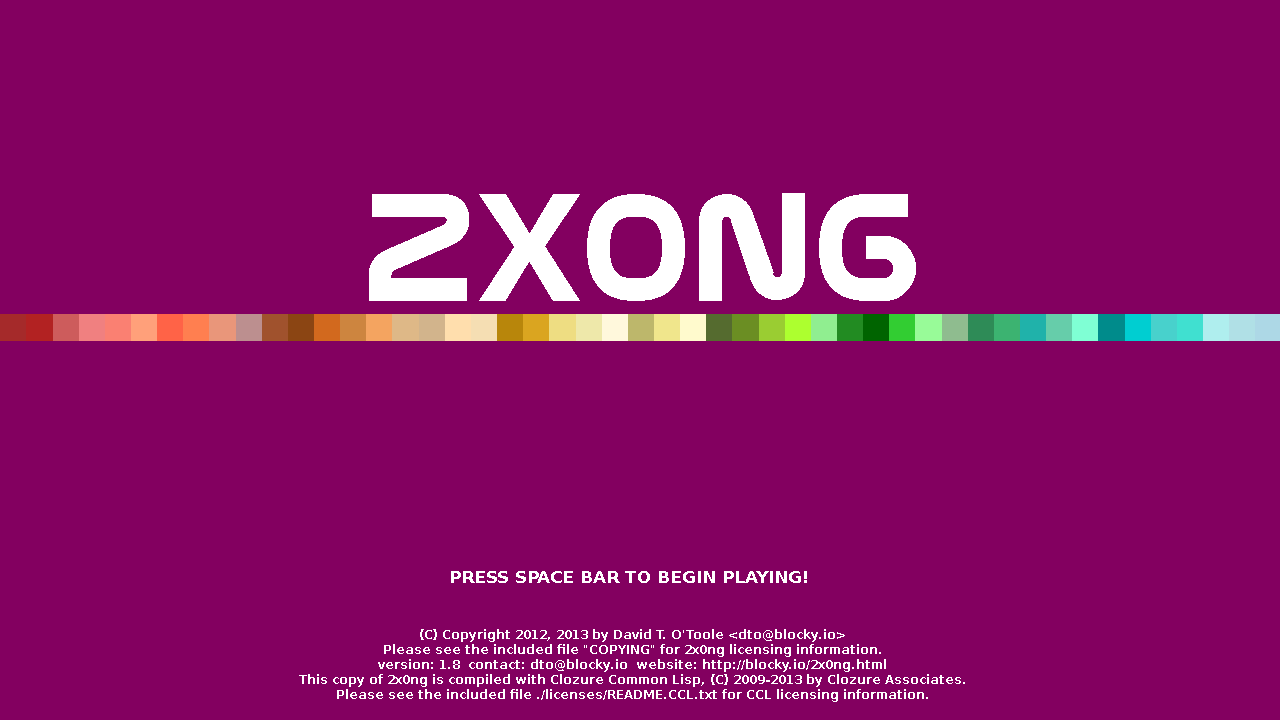 2XONG
PRESS SPACE BAR TO BEGIN PLAYING!
(C) Copyright 2012, 2013 by David T. O'Toole <dto@blocky.io>
Please see the included file "COPYING" for 2x0ng licensing information.
version: 1.8  contact: dto@blocky.io  website: http://blocky.io/2x0ng.html
This copy of 2x0ng is compiled with Clozure Common Lisp, (C) 2009-2013 by Clozure Associates.
Please see the included file ./licenses/README.CCL.txt for CCL licensing information.